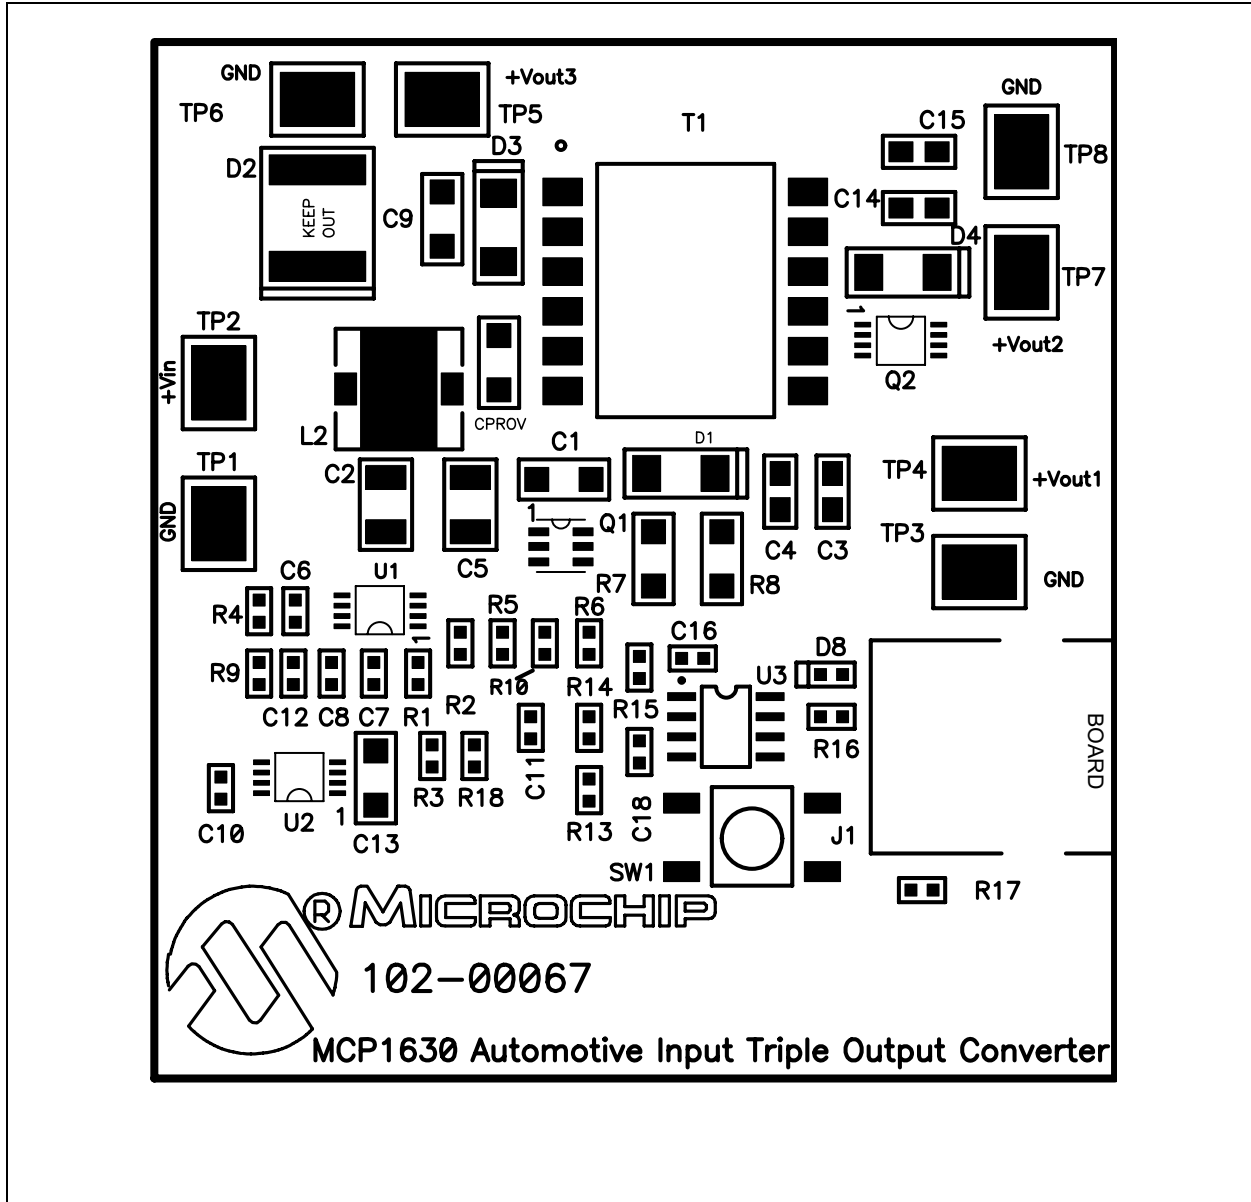 GND
+Vout3
TP6
TP5
T1
GND
C15
TP8
D3
D2
KEEP
OUT
C9
C14
D4
TP7
1
+Vout2
Q2
TP2
+Vin
L2
CPROV
TP1
GND
C2
C1
D1
TP4
+Vout1
1
Q1
TP3
C4
C3
GND
C6
U1
C5
R7
R8
R4
1
R5
R6
R9
R10
R14
C16
D8
U3
C12
C8
C7
R1
R2
R15
R16
BOARD
C11
C10
U2
1
C13
R3
R18
R13
C18
J1
SW1
R17
® MICROCHIP
102-00067
MCP1630 Automotive Input Triple Output Converter